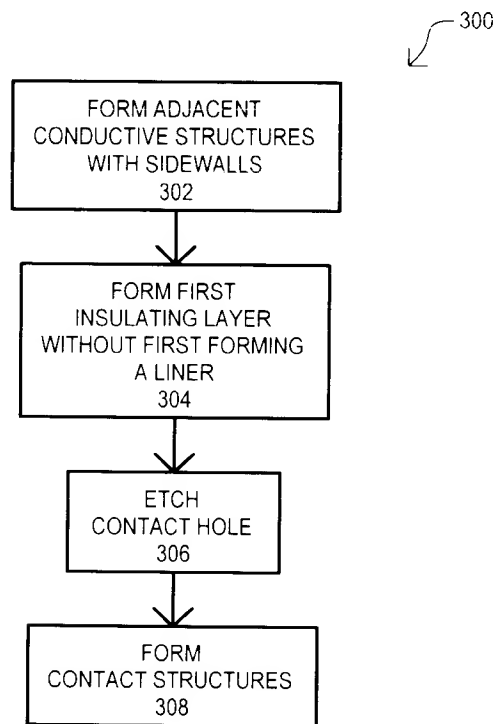 300
FORM ADJACENT
CONDUCTIVE STRUCTURES
WITH SIDEWALLS
302
FORM FIRST
INSULATING LAYER
WITHOUT FIRST FORMING
A LINER
304
ETCH
CONTACT HOLE
306
FORM
CONTACT STRUCTURES
308